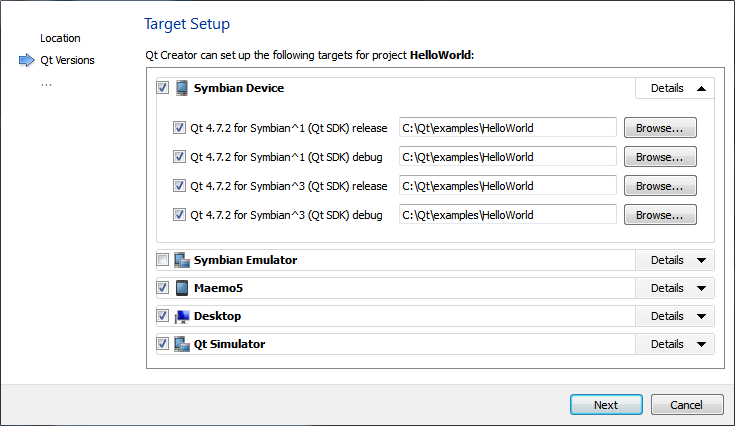 Target Setup
Location
Qt Versions
...
Qt Creator can set up the following targets for project HelloWorld:
Symbian Device Details
Qt 4.7.2 for Symbian^1 (Qt SDK) release C:\Qt\examples\HelloWorld Browse...
Qt 4.7.2 for Symbian^1 (Qt SDK) debug C:\Qt\examples\HelloWorld Browse...
Qt 4.7.2 for Symbian^3 (Qt SDK) release C:\Qt\examples\HelloWorld Browse...
Qt 4.7.2 for Symbian^3 (Qt SDK) debug C:\Qt\examples\HelloWorld Browse...
Symbian Emulator Details
Maemo5 Details
Desktop Details
Qt Simulator Details
Next Cancel